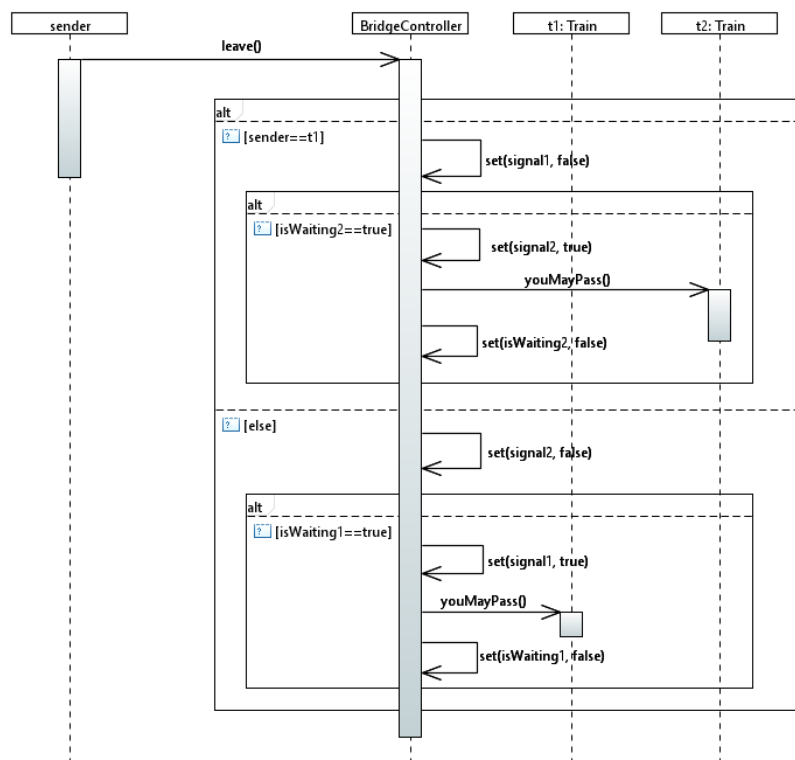 sender
BridgeController
t1: Train
t2: Train
leave()
alt
? [sender==t1]
set(signal1, false)
alt
? [isWaiting2==true]
set(signal2, true)
youMayPass()
set(isWaiting2, false)
? [else]
set(signal2, false)
alt
? [isWaiting1==true]
set(signal1, true)
youMayPass()
set(isWaiting1, false)